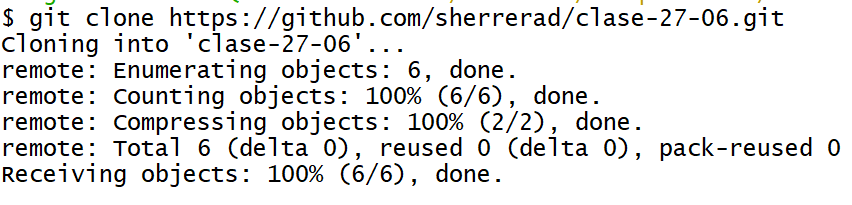 $ git clone https://github.com/sherrerad/clase-27-06.git
Cloning into 'clase-27-06'...
remote: Enumerating objects: 6, done.
remote: Counting objects: 100% (6/6), done.
remote: Compressing objects: 100% (2/2), done.
remote: Total 6 (delta 0), reused 0 (delta 0), pack-reused 0
Receiving objects: 100% (6/6), done.